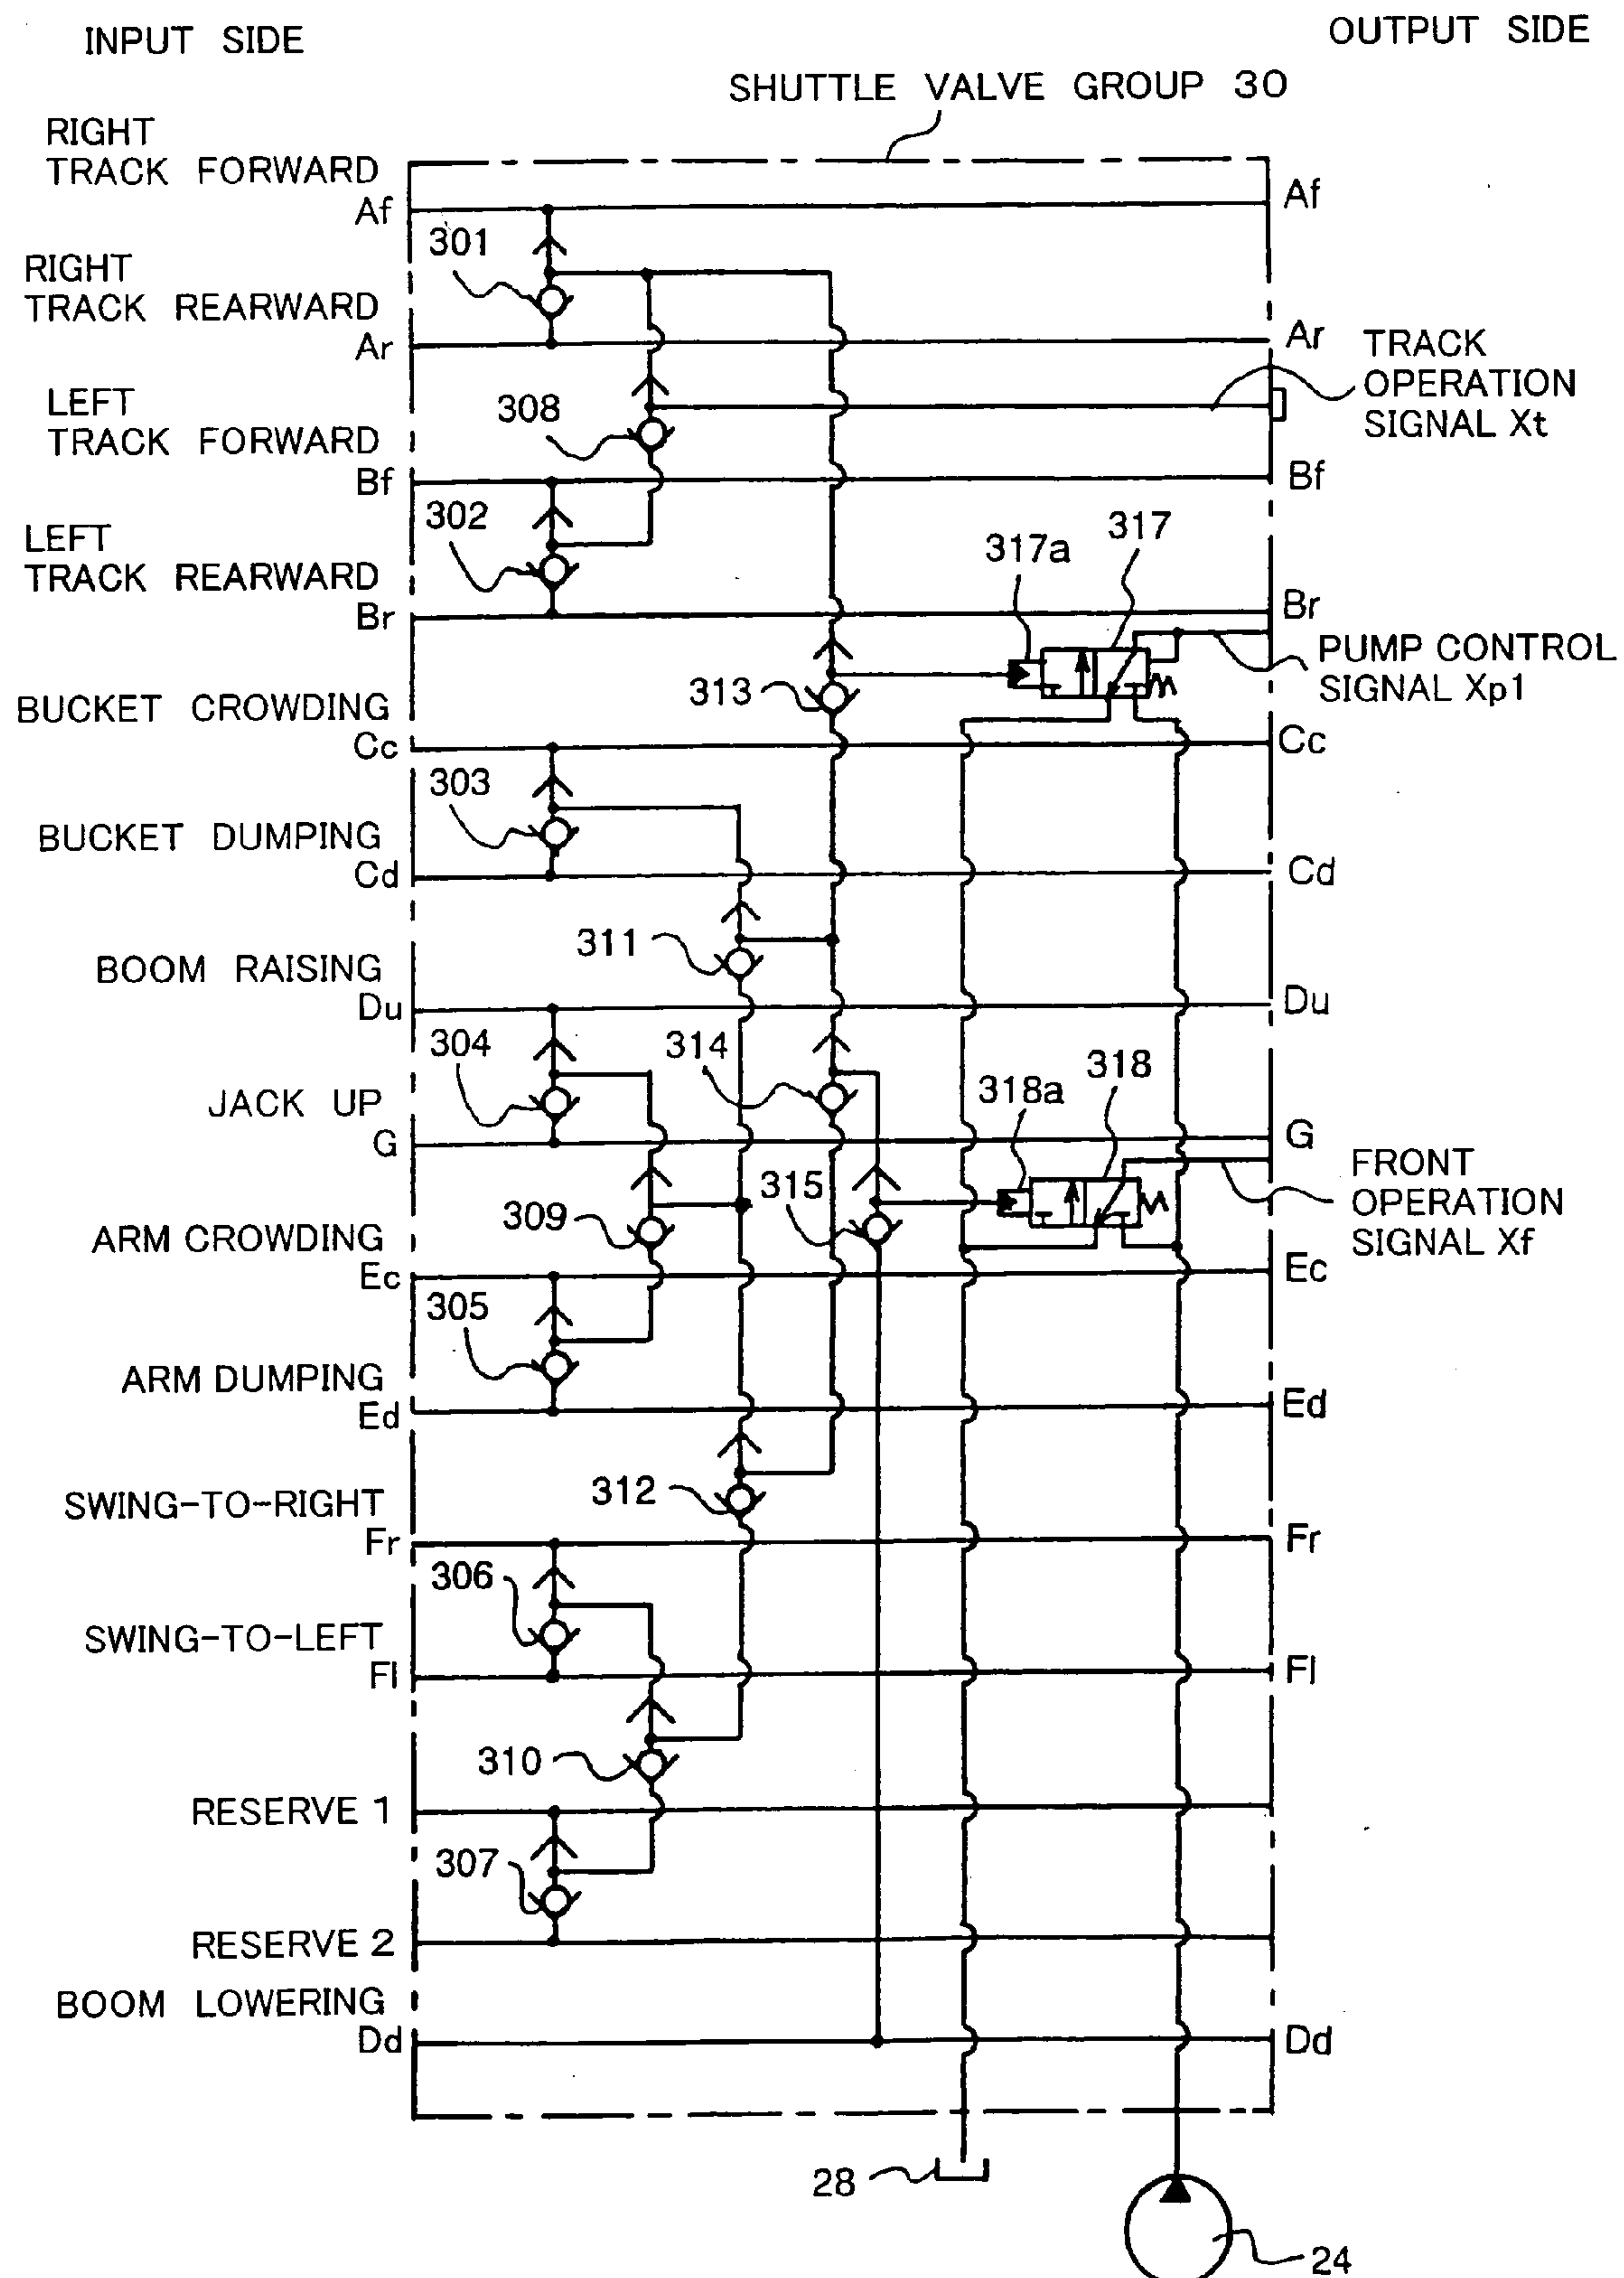 INPUT SIDE
OUTPUT SIDE
SHUTTLE VALVE GROUP 30
RIGHT
TRACK FORWARD
Af
Af
301
RIGHT
TRACK REARWARD
Ar
Ar
TRACK
OPERATION
SIGNAL Xt
LEFT
TRACK FORWARD
308
Bf
Bf
302
317
317a
LEFT
TRACK REARWARD
Br
Br
PUMP CONTROL
SIGNAL Xp1
313
BUCKET CROWDING
Cc
Cc
303
BUCKET DUMPING
Cd
Cd
311
BOOM RAISING
Du
Du
304
314
318
318a
JACK UP
G
G
FRONT
OPERATION
SIGNAL Xf
315
309
ARM CROWDING
Ec
Ec
305
ARM DUMPING
Ed
Ed
312
SWING-TO-RIGHT
Fr
Fr
306
SWING-TO-LEFT
Fl
Fl
310
RESERVE 1
307
RESERVE 2
BOOM LOWERING
Dd
Dd
28
24